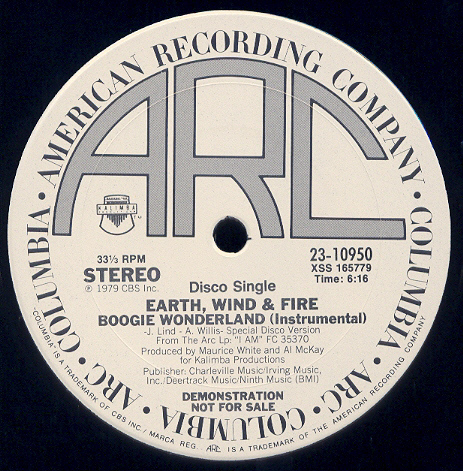 • AMERICAN RECORDING COMPANY • COLUMBIA • ARC • COLUMBIA • ARC • COLUMBIA
ARC
KALIMBA
33⅓ RPM
STEREO
℗ 1979 CBS Inc.
23-10950
XSS 165779
Time: 6:16
Disco Single
EARTH, WIND & FIRE
BOOGIE WONDERLAND (Instrumental)
-J. Lind - A. Willis- Special Disco Version
From The Arc Lp: "I AM" FC 35370
Produced by Maurice White and Al McKay
for Kalimba Productions
Publisher: Charleville Music/Irving Music,
Inc./Deertrack Music/Ninth Music (BMI)
DEMONSTRATION
NOT FOR SALE
COLUMBIA IS A TRADEMARK OF CBS INC./ MARCA REG. ARC IS A TRADEMARK OF THE AMERICAN RECORDING COMPANY